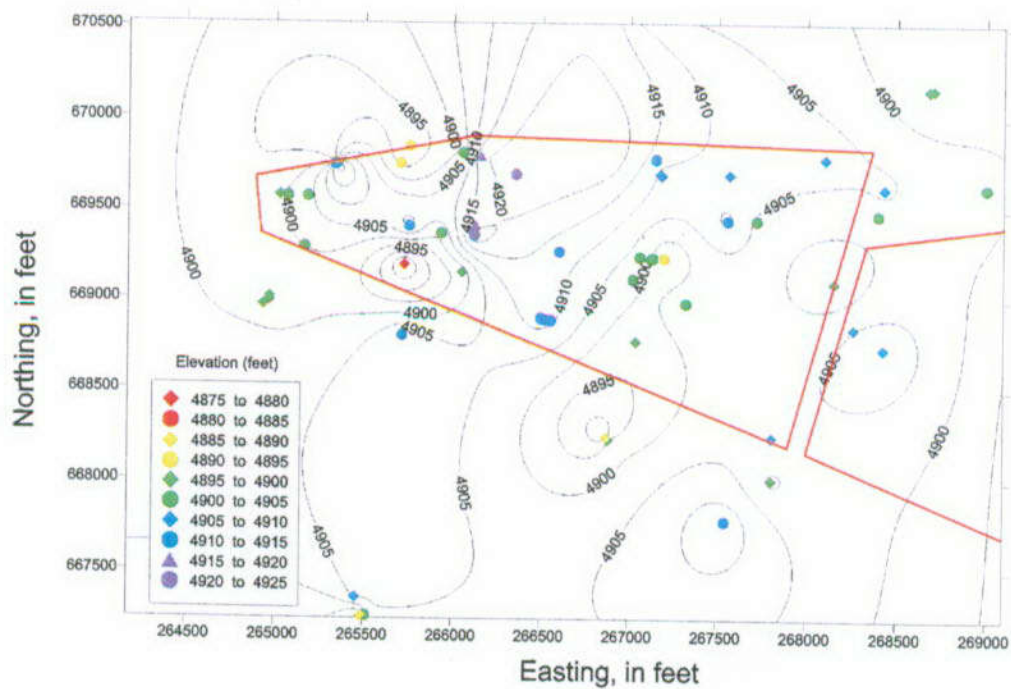 670500
670000
669500
669000
668500
668000
667500
Northing, in feet
264500 265000 265500 266000 266500 267000 267500 268000 268500 269000
Easting, in feet
Elevation (feet)
4875 to 4880
4880 to 4885
4885 to 4890
4890 to 4895
4895 to 4900
4900 to 4905
4905 to 4910
4910 to 4915
4915 to 4920
4920 to 4925
4895
4900
4910
4905
4915
4910
4905
4900
4915
4920
4900
4905
4895
4905
4900
4910
4905
4900
4900
4905
4895
4905
4900
4900
4905
4905